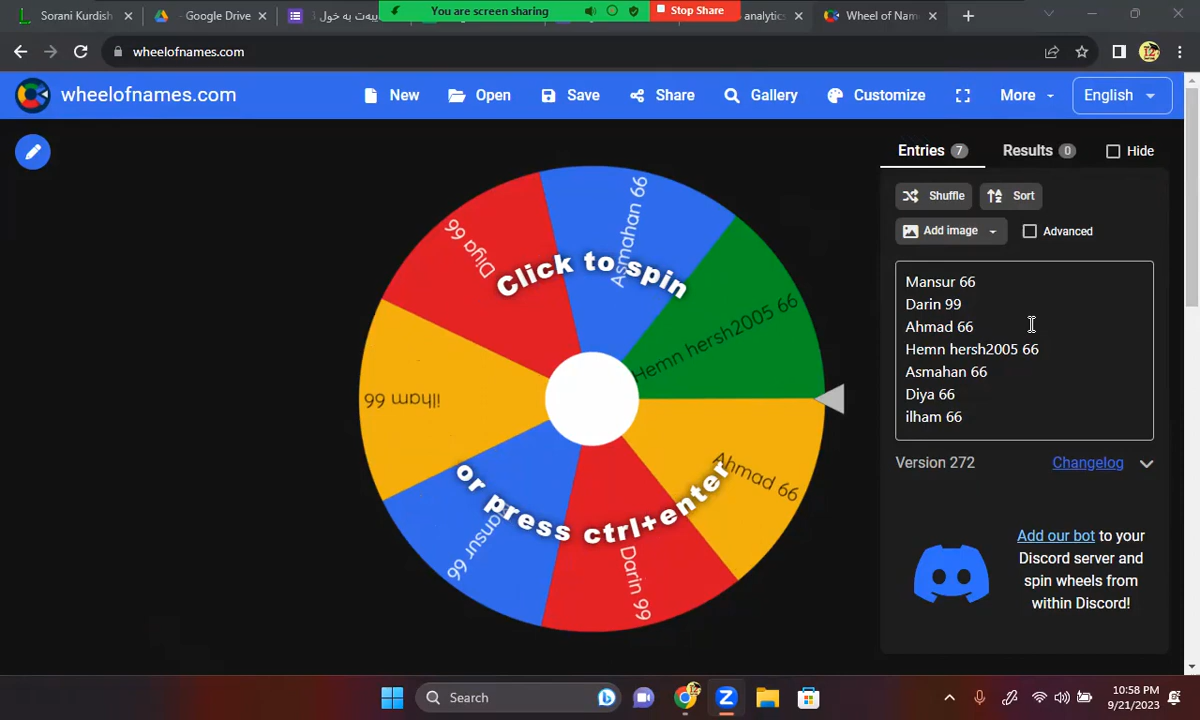 Sorani Kurdish
- Google Drive
ییەت بە خول 1
You are screen sharing
Stop Share
analytics
Wheel of Nam
wheelofnames.com
wheelofnames.com
New
Open
Save
Share
Gallery
Customize
More
English
Entries 7
Results 0
Hide
Shuffle
Sort
Add image
Advanced
Mansur 66
Darin 99
Ahmad 66
Hemn hersh2005 66
Asmahan 66
Diya 66
ilham 66
Version 272
Changelog
Add our bot to your
Discord server and
spin wheels from
within Discord!
Click to spin
or press ctrl+enter
Asmahan 66
Hemn hersh2005 66
Ahmad 66
Darin 99
Mansur 66
ilham 66
Diya 66
Search
10:58 PM
9/21/2023